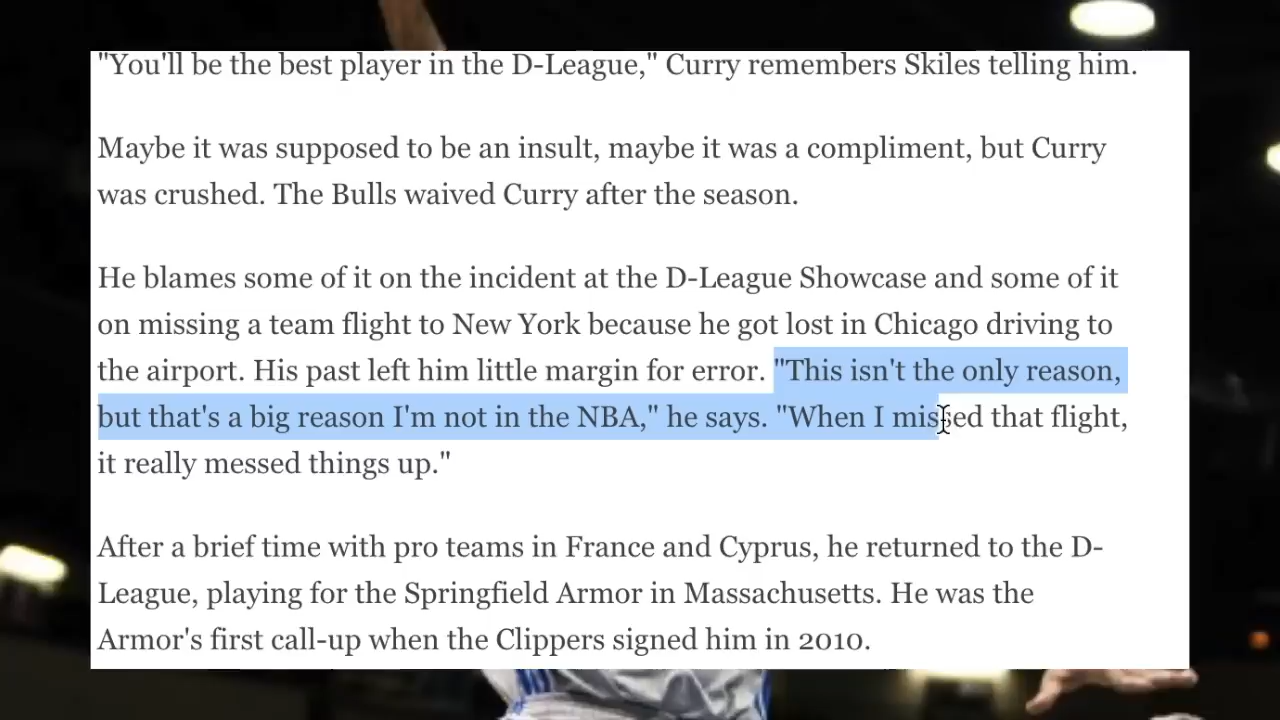 "You'll be the best player in the D-League," Curry remembers Skiles telling him.
Maybe it was supposed to be an insult, maybe it was a compliment, but Curry
was crushed. The Bulls waived Curry after the season.
He blames some of it on the incident at the D-League Showcase and some of it
on missing a team flight to New York because he got lost in Chicago driving to
the airport. His past left him little margin for error. "This isn't the only reason,
but that's a big reason I'm not in the NBA," he says. "When I missed that flight,
it really messed things up."
After a brief time with pro teams in France and Cyprus, he returned to the D-
League, playing for the Springfield Armor in Massachusetts. He was the
Armor's first call-up when the Clippers signed him in 2010.